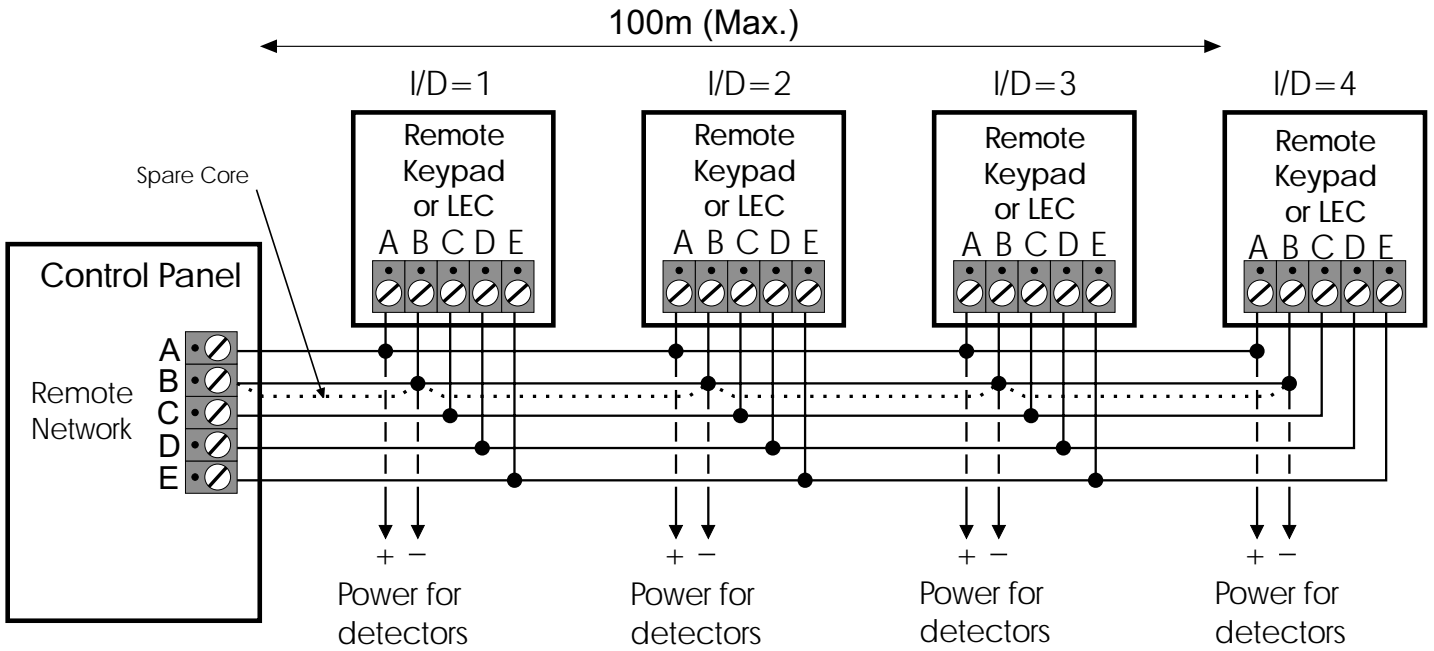 100m (Max.)
I/D=1
I/D=2
I/D=3
I/D=4
Remote
Keypad
or LEC
A B C D E
Remote
Keypad
or LEC
A B C D E
Remote
Keypad
or LEC
A B C D E
Remote
Keypad
or LEC
A B C D E
Spare Core
Control Panel
Remote
Network
A
B
C
D
E
+ −
Power for
detectors
+ −
Power for
detectors
+ −
Power for
detectors
+ −
Power for
detectors